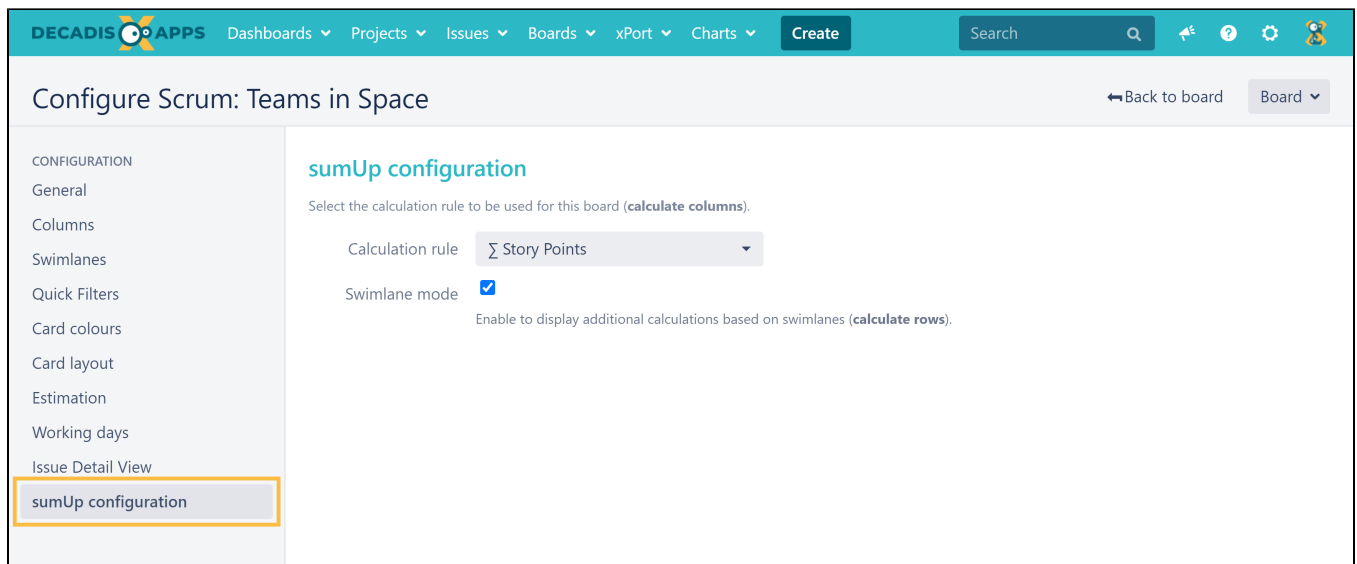 DECADIS APPS Dashboards Projects Issues Boards xPort Charts Create Search
Configure Scrum: Teams in Space Back to board Board
CONFIGURATION
General
Columns
Swimlanes
Quick Filters
Card colours
Card layout
Estimation
Working days
Issue Detail View
sumUp configuration
sumUp configuration
Select the calculation rule to be used for this board (calculate columns).
Calculation rule ∑ Story Points
Swimlane mode
Enable to display additional calculations based on swimlanes (calculate rows).